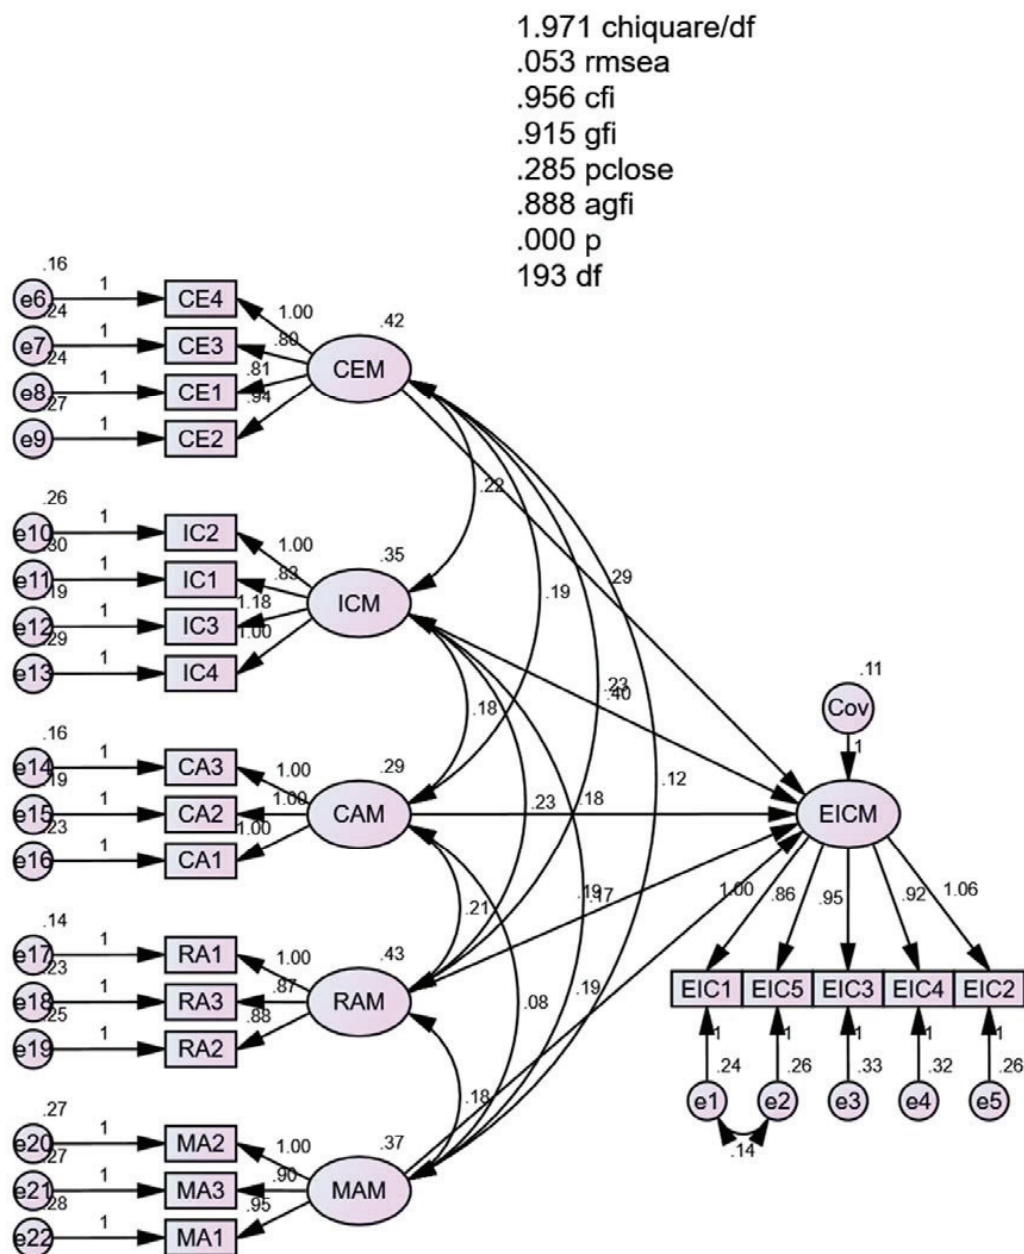 1.971 chiquare/df
.053 rmsea
.956 cfi
.915 gfi
.285 pclose
.888 agfi
.000 p
193 df
.16
e6 1 CE4 1.00 .42
.24
e7 1 CE3 .80 CEM
.24
e8 1 CE1 .81
.27 .94
e9 1 CE2
.22
.26
e10 1 IC2 1.00 .35
.30
e11 1 IC1 .83 .29
.19 1.18 ICM .19
e12 1 IC3
.29 1.00
e13 1 IC4
.11
.23
.40
Cov
.18
.16
e14 1 CA3 1.00 .29 1
.19
e15 1 CA2 1.00 CAM .23 .18 .12 EICM
.23 1.00
e16 1 CA1
1.00 .86 .95 .92 1.06
.19 .17
.21
.14
e17 1 RA1 1.00 .43
.23
e18 1 RA3 .87 RAM .08 .19 EIC1 EIC5 EIC3 EIC4 EIC2
.25 .88
e19 1 RA2 1 1 1 1 1
.24 .26 .33 .32 .26
.18 e1 e2 e3 e4 e5
.27
e20 1 MA2 1.00 .37 .14
.27
e21 1 MA3 .90 MAM
.28 .95
e22 1 MA1